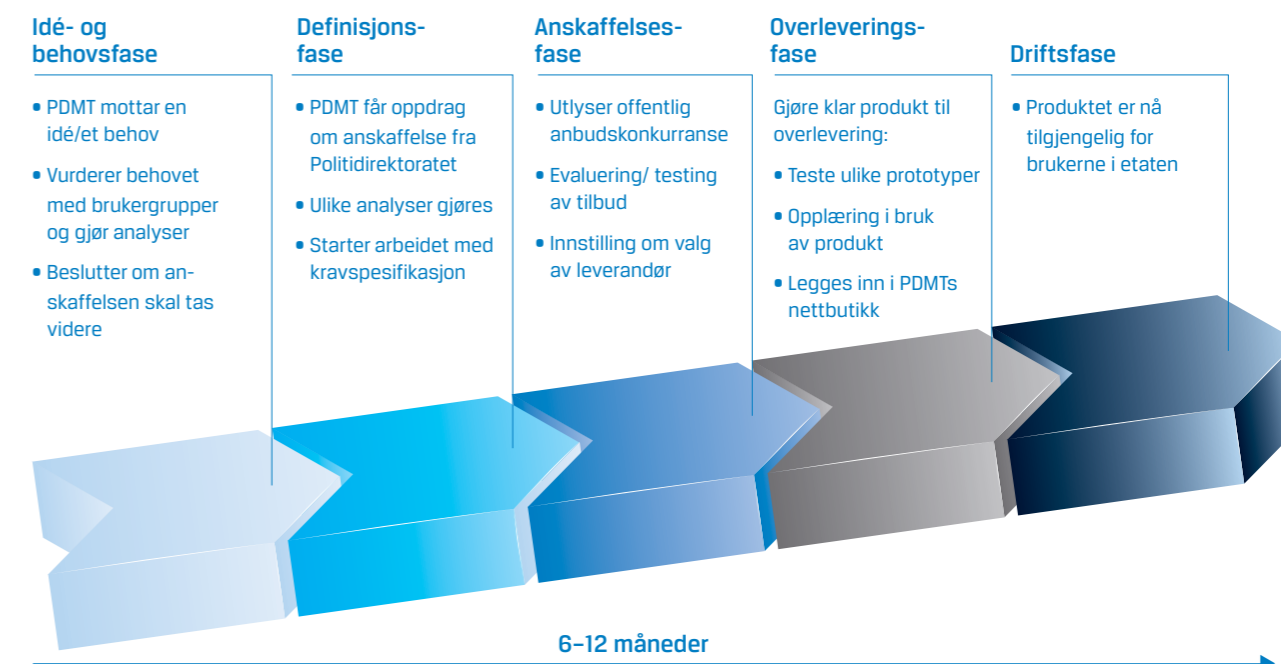 Idé- og
behovsfase
• PDMT mottar en
idé/et behov
• Vurderer behovet
med brukergrupper
og gjør analyser
• Beslutter om an-
skaffelsen skal tas
videre
Definisjons-
fase
• PDMT får oppdrag
om anskaffelse fra
Politidirektoratet
• Ulike analyser gjøres
• Starter arbeidet med
kravspesifikasjon
Anskaffelses-
fase
• Utlyser offentlig
anbudskonkurranse
• Evaluering/ testing
av tilbud
• Innstilling om valg
av leverandør
Overleverings-
fase
Gjøre klar produkt til
overlevering:
• Teste ulike prototyper
• Opplæring i bruk
av produkt
• Legges inn i PDMTs
nettbutikk
Driftsfase
• Produktet er nå
tilgjengelig for
brukerne i etaten
6–12 måneder